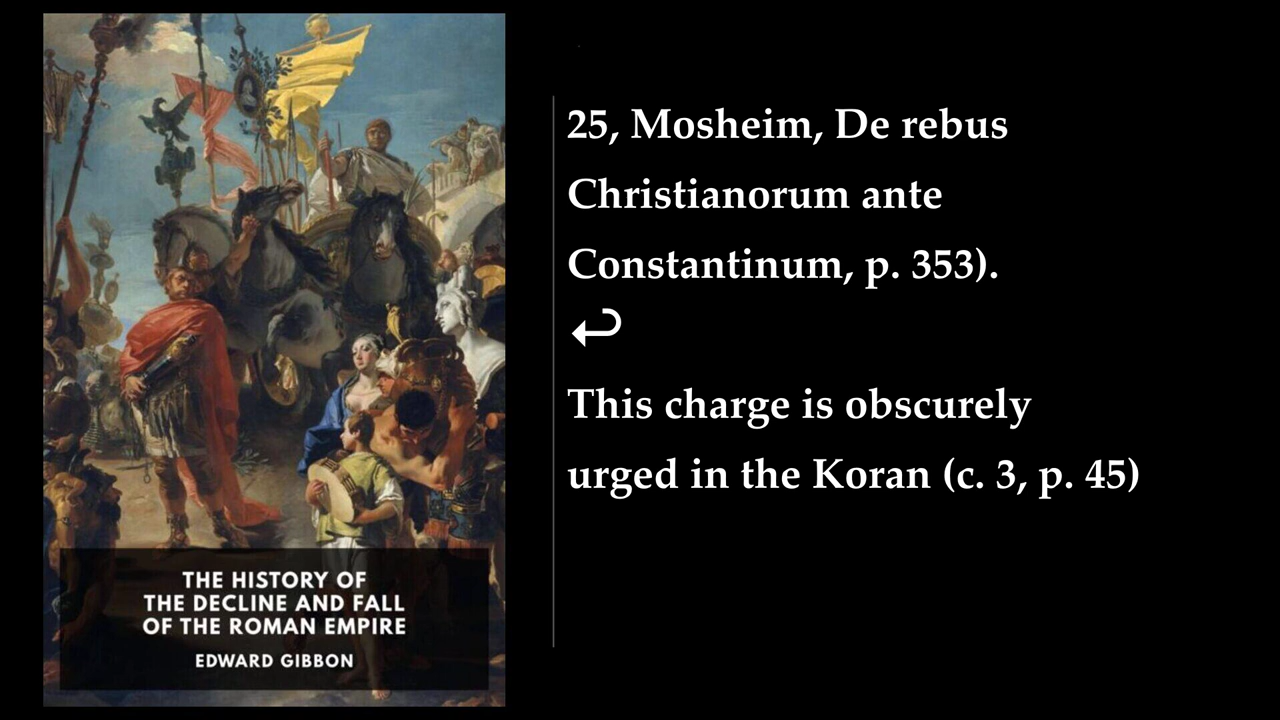 THE HISTORY OF
THE DECLINE AND FALL
OF THE ROMAN EMPIRE
EDWARD GIBBON
25, Mosheim, De rebus
Christianorum ante
Constantinum, p. 353).
↩
This charge is obscurely
urged in the Koran (c. 3, p. 45)